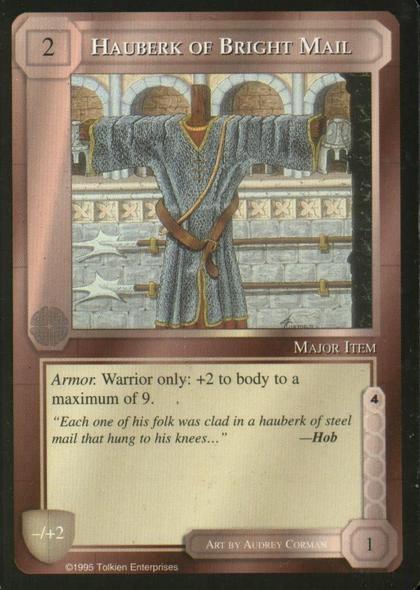 2
HAUBERK OF BRIGHT MAIL
MAJOR ITEM
Armor. Warrior only: +2 to body to a
maximum of 9.
“Each one of his folk was clad in a hauberk of steel
mail that hung to his knees…” —Hob
4
–/+2
ART BY AUDREY CORMAN
1
©1995 Tolkien Enterprises